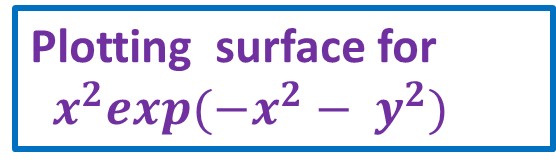 Plotting surface for
x²exp(−x² − y²)